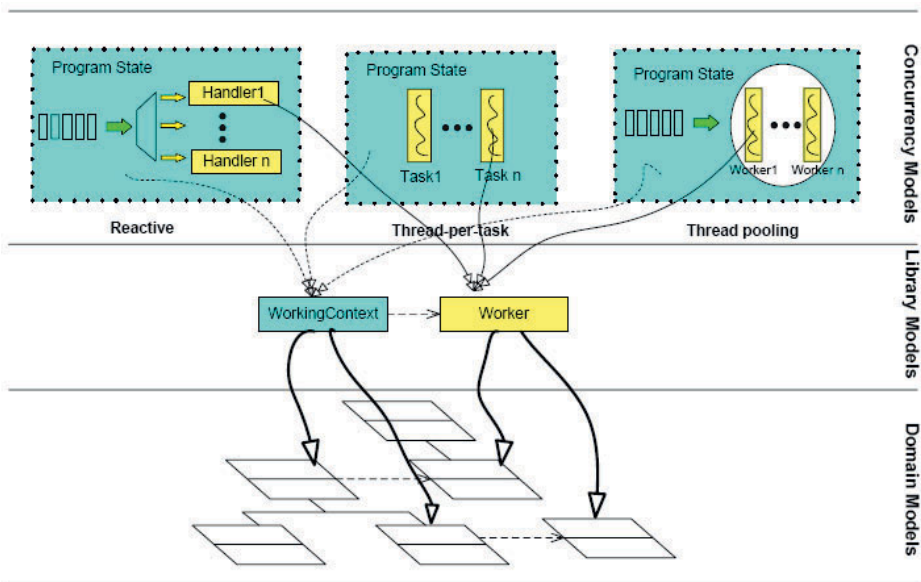 Program State
Handler1
Handler n
Reactive
Program State
Task1
Task n
Thread-per-task
Program State
Worker1
Worker n
Thread pooling
Concurrency Models
WorkingContext
Worker
Library Models
Domain Models